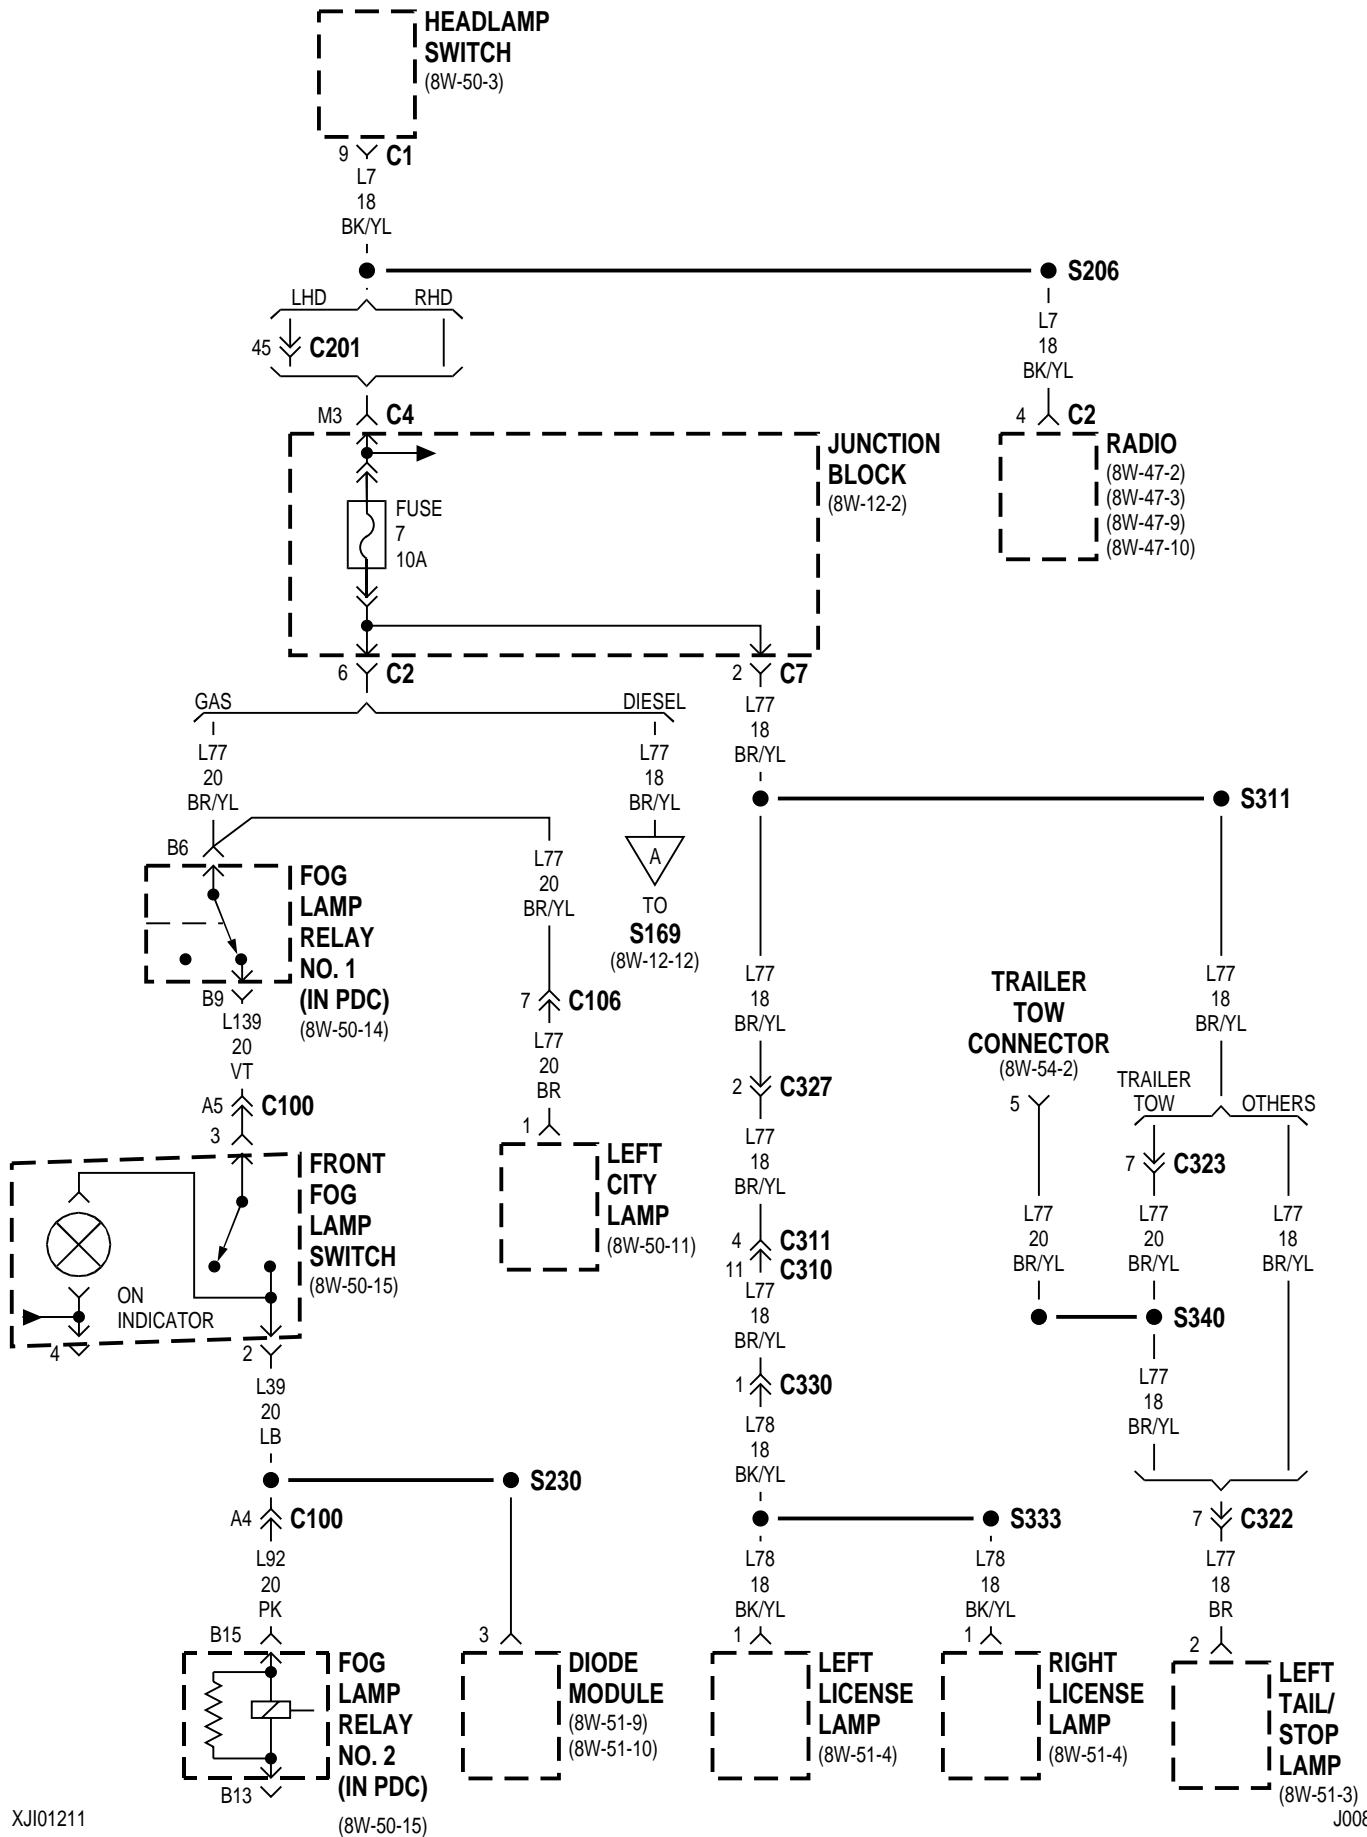 HEADLAMP
SWITCH
(8W-50-3)
9
C1
L7
18
BK/YL
S206
LHD
RHD
45
C201
L7
18
BK/YL
M3
C4
4
C2
JUNCTION
BLOCK
(8W-12-2)
RADIO
(8W-47-2)
(8W-47-3)
(8W-47-9)
(8W-47-10)
FUSE
7
10A
6
C2
2
C7
GAS
DIESEL
L77
20
BR/YL
L77
18
BR/YL
L77
18
BR/YL
S311
B6
FOG
LAMP
RELAY
NO. 1
(IN PDC)
(8W-50-14)
L77
20
BR/YL
A
TO
S169
(8W-12-12)
B9
L139
20
VT
7
C106
L77
20
BR
L77
18
BR/YL
TRAILER
TOW
CONNECTOR
(8W-54-2)
L77
18
BR/YL
A5
C100
3
1
2
C327
5
TRAILER
TOW
OTHERS
FRONT
FOG
LAMP
SWITCH
(8W-50-15)
LEFT
CITY
LAMP
(8W-50-11)
L77
18
BR/YL
7
C323
ON
INDICATOR
4
C311
11
C310
L77
20
BR/YL
L77
20
BR/YL
L77
18
BR/YL
4
2
L77
18
BR/YL
S340
L39
20
LB
1
C330
L77
18
BR/YL
L78
18
BK/YL
S230
A4
C100
S333
7
C322
L92
20
PK
L78
18
BK/YL
L78
18
BK/YL
L77
18
BR
B15
3
1
1
2
FOG
LAMP
RELAY
NO. 2
(IN PDC)
(8W-50-15)
DIODE
MODULE
(8W-51-9)
(8W-51-10)
LEFT
LICENSE
LAMP
(8W-51-4)
RIGHT
LICENSE
LAMP
(8W-51-4)
LEFT
TAIL/
STOP
LAMP
(8W-51-3)
B13
XJI01211
J008